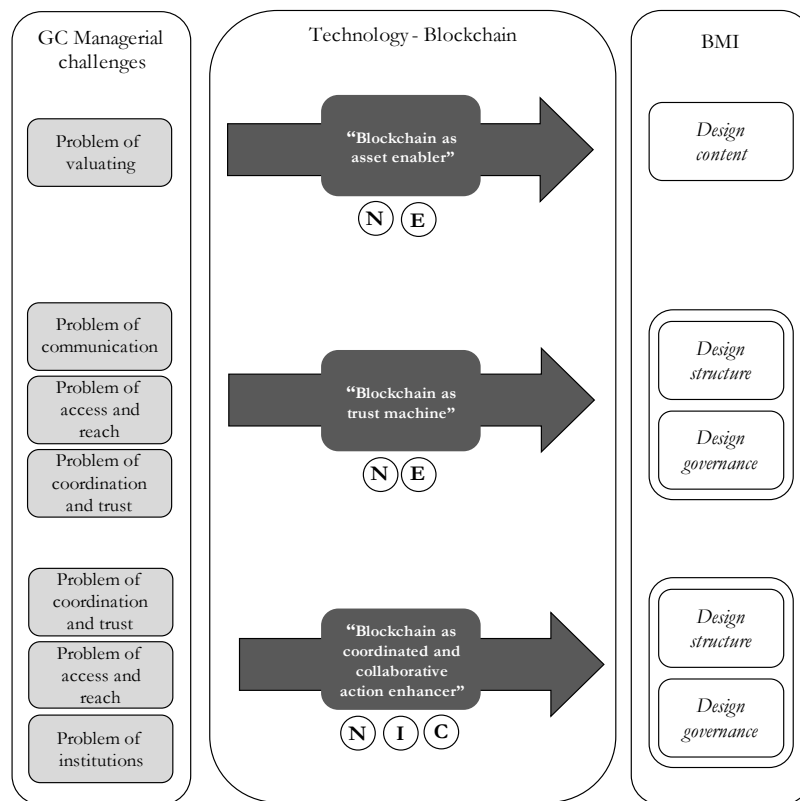 GC Managerial
challenges
Technology - Blockchain
BMI
Problem of
valuating
“Blockchain as
asset enabler”
N E
Design
content
Problem of
communication
Problem of
access and
reach
Problem of
coordination
and trust
“Blockchain as
trust machine”
N E
Design
structure
Design
governance
Problem of
coordination and
trust
Problem of
access and
reach
Problem of
institutions
“Blockchain as
coordinated and
collaborative
action enhancer”
N I C
Design
structure
Design
governance